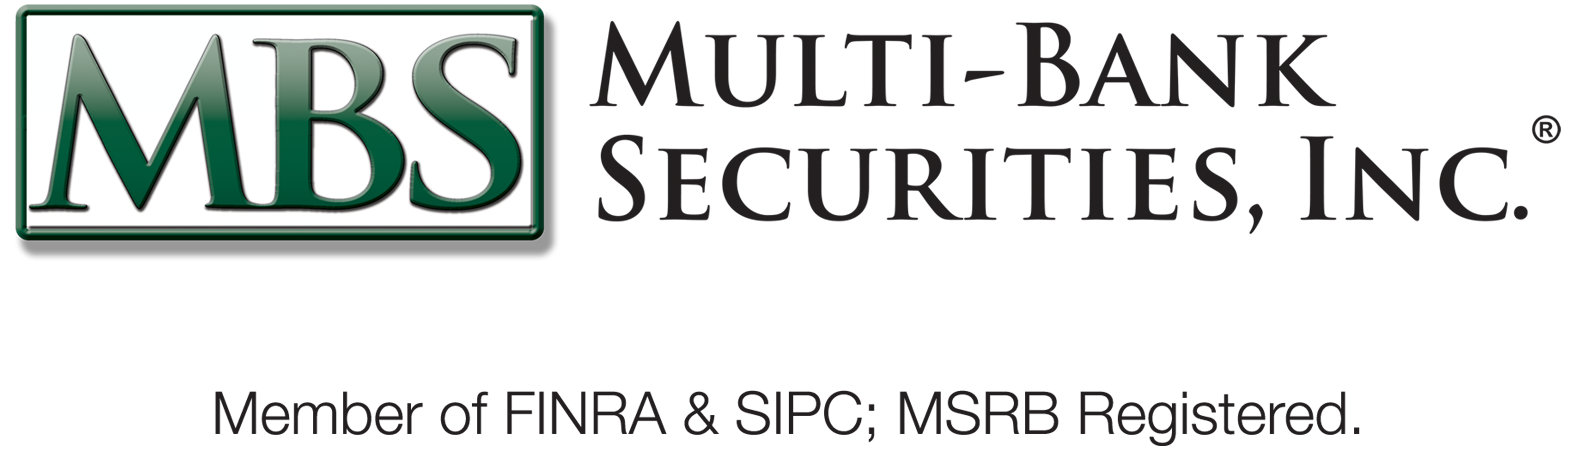 MBS
MULTI-BANK
SECURITIES, INC.®
Member of FINRA & SIPC; MSRB Registered.